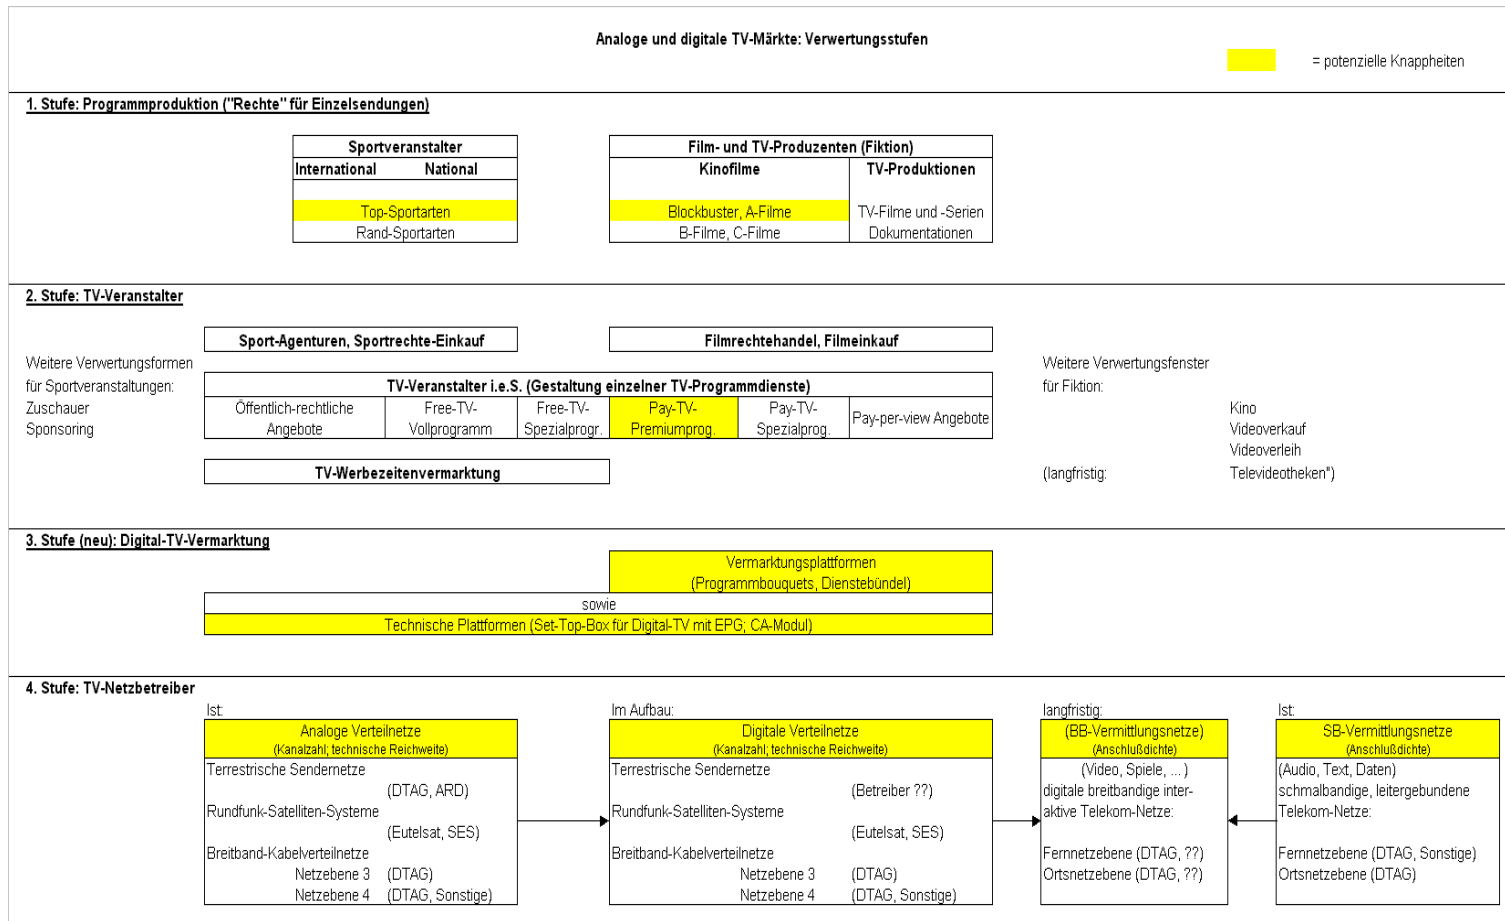 Analoge und digitale TV-Märkte: Verwertungsstufen
= potenzielle Knappheiten
1. Stufe: Programmproduktion ("Rechte" für Einzelsendungen)
Sportveranstalter
International National
Top-Sportarten
Rand-Sportarten
Film- und TV-Produzenten (Fiktion)
Kinofilme
TV-Produktionen
Blockbuster, A-Filme
B-Filme, C-Filme
TV-Filme und -Serien
Dokumentationen
2. Stufe: TV-Veranstalter
Sport-Agenturen, Sportrechte-Einkauf
Filmrechtehandel, Filmeinkauf
Weitere Verwertungsformen
für Sportveranstaltungen:
Zuschauer
Sponsoring
TV-Veranstalter i.e.S. (Gestaltung einzelner TV-Programmdienste)
Öffentlich-rechtliche
Angebote
Free-TV-
Vollprogramm
Free-TV-
Spezialprogr.
Pay-TV-
Premiumprog.
Pay-TV-
Spezialprog.
Pay-per-view Angebote
TV-Werbezeitenvermarktung
Weitere Verwertungsfenster
für Fiktion:
Kino
Videoverkauf
Videoverleih
(langfristig: Televideotheken")
3. Stufe (neu): Digital-TV-Vermarktung
Vermarktungsplattformen
(Programmbouquets, Dienstebündel)
sowie
Technische Plattformen (Set-Top-Box für Digital-TV mit EPG; CA-Modul)
4. Stufe: TV-Netzbetreiber
Ist:
Analoge Verteilnetze
(Kanalzahl; technische Reichweite)
Terrestrische Sendernetze
(DTAG, ARD)
Rundfunk-Satelliten-Systeme
(Eutelsat, SES)
Breitband-Kabelverteilnetze
Netzebene 3 (DTAG)
Netzebene 4 (DTAG, Sonstige)
Im Aufbau:
Digitale Verteilnetze
(Kanalzahl; technische Reichweite)
Terrestrische Sendernetze
(Betreiber ??)
Rundfunk-Satelliten-Systeme
(Eutelsat, SES)
Breitband-Kabelverteilnetze
Netzebene 3 (DTAG)
Netzebene 4 (DTAG, Sonstige)
langfristig:
(BB-Vermittlungsnetze)
(Anschlußdichte)
(Video, Spiele, ... )
digitale breitbandige inter-
aktive Telekom-Netze:
Fernnetzebene (DTAG, ??)
Ortsnetzebene (DTAG, ??)
Ist:
SB-Vermittlungsnetze
(Anschlußdichte)
(Audio, Text, Daten)
schmalbandige, leitergebundene
Telekom-Netze:
Fernnetzebene (DTAG, Sonstige)
Ortsnetzebene (DTAG)